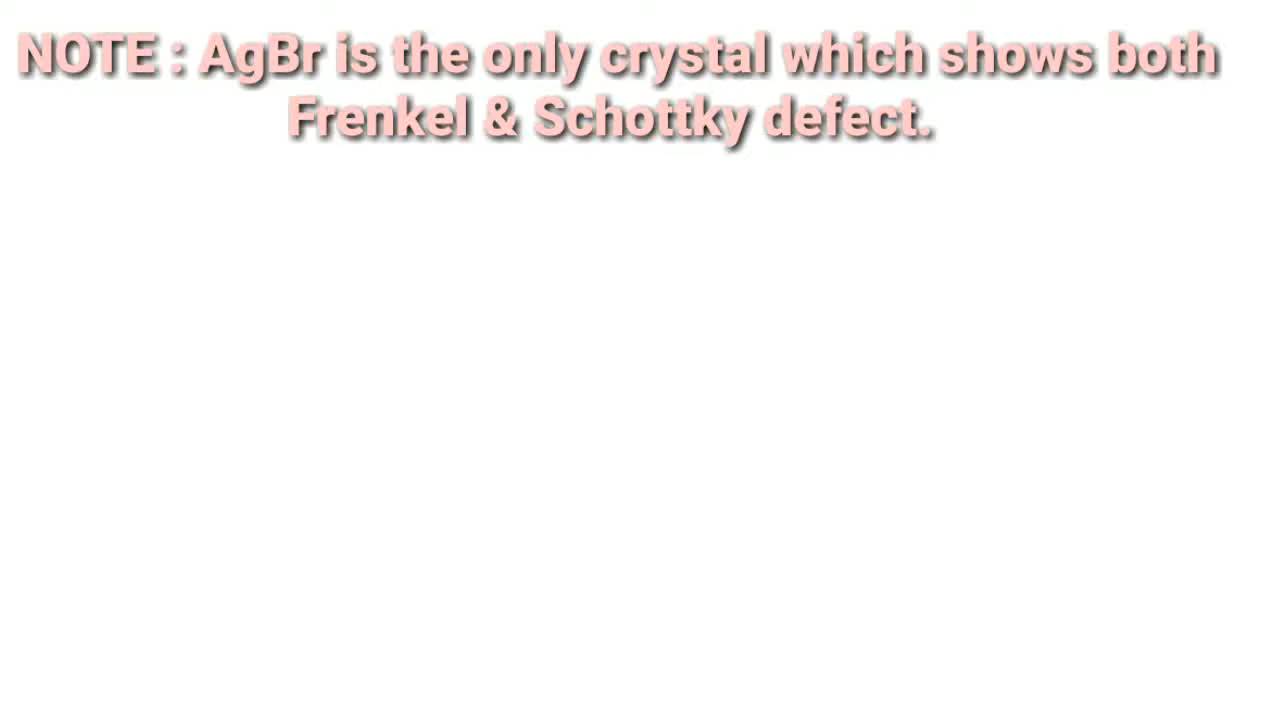 NOTE : AgBr is the only crystal which shows both
Frenkel & Schottky defect.